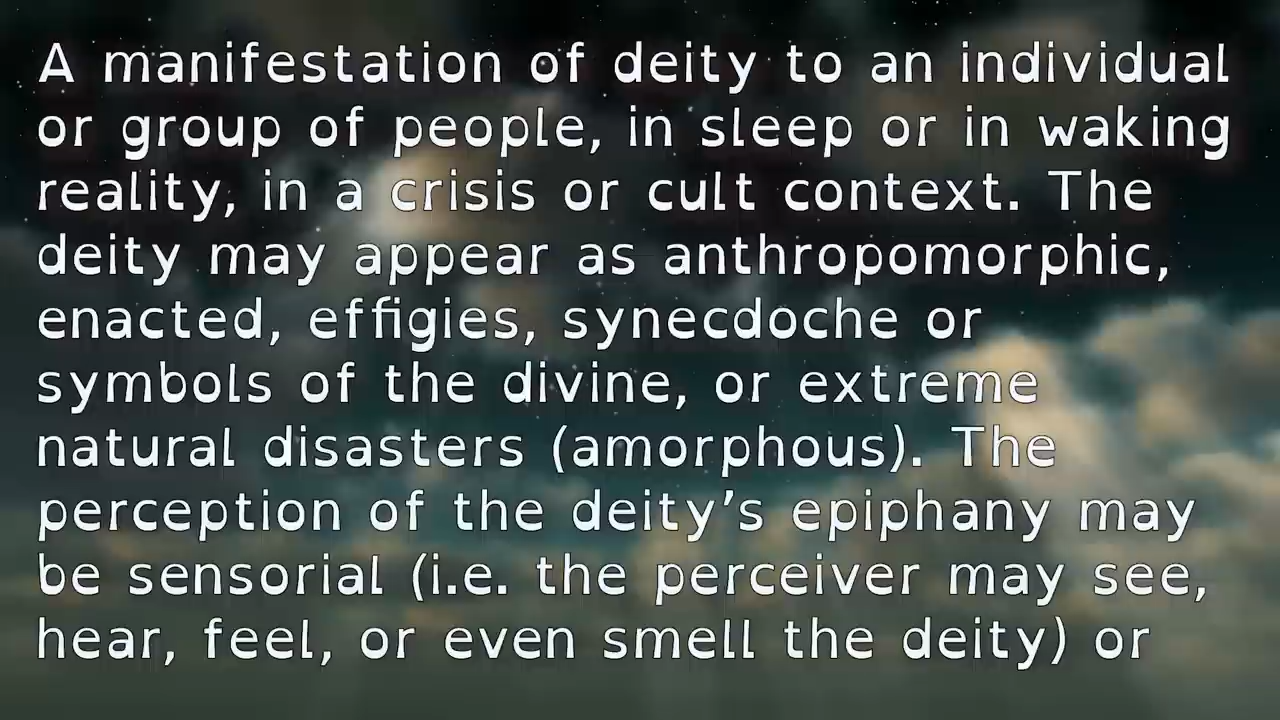 A manifestation of deity to an individual
or group of people, in sleep or in waking
reality, in a crisis or cult context. The
deity may appear as anthropomorphic,
enacted, effigies, synecdoche or
symbols of the divine, or extreme
natural disasters (amorphous). The
perception of the deity’s epiphany may
be sensorial (i.e. the perceiver may see,
hear, feel, or even smell the deity) or